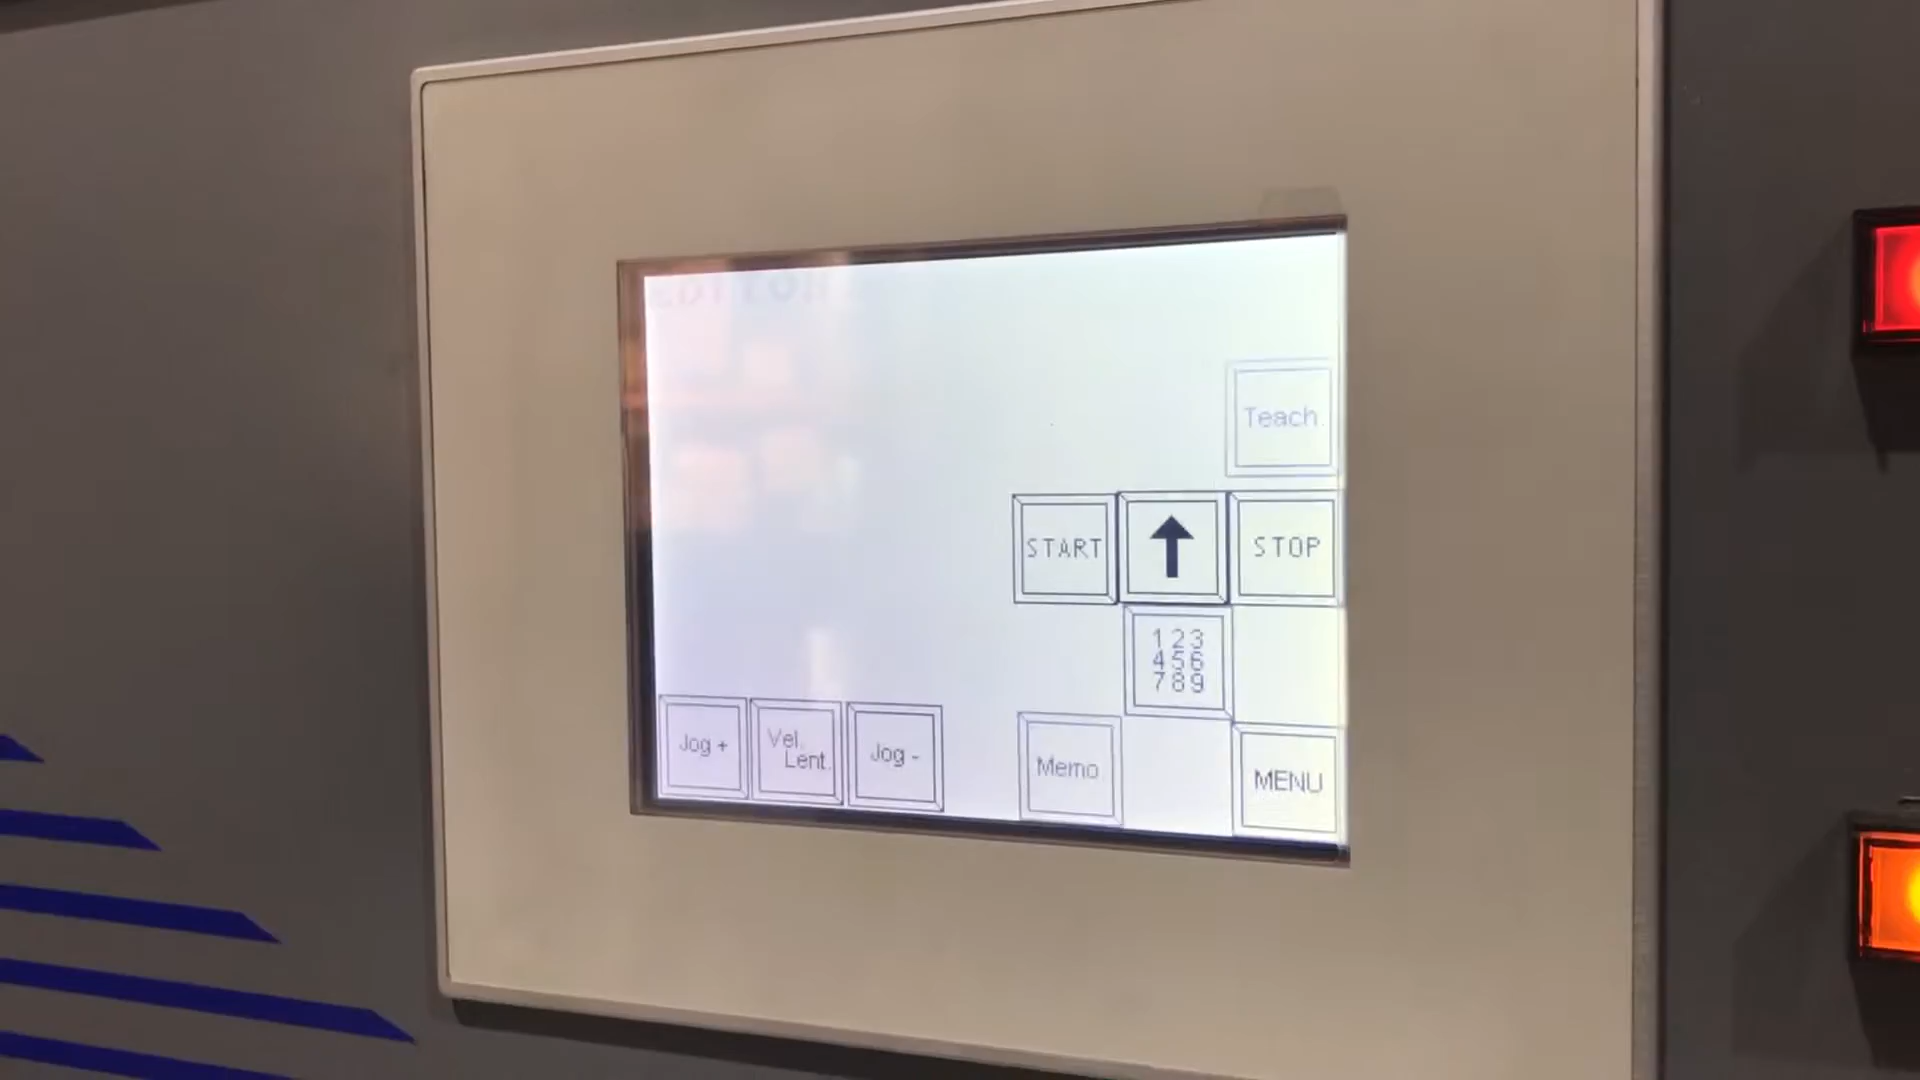 Teach
START
STOP
123
456
789
Jog +
Vel.
Lent.
Jog -
Memo
MENU